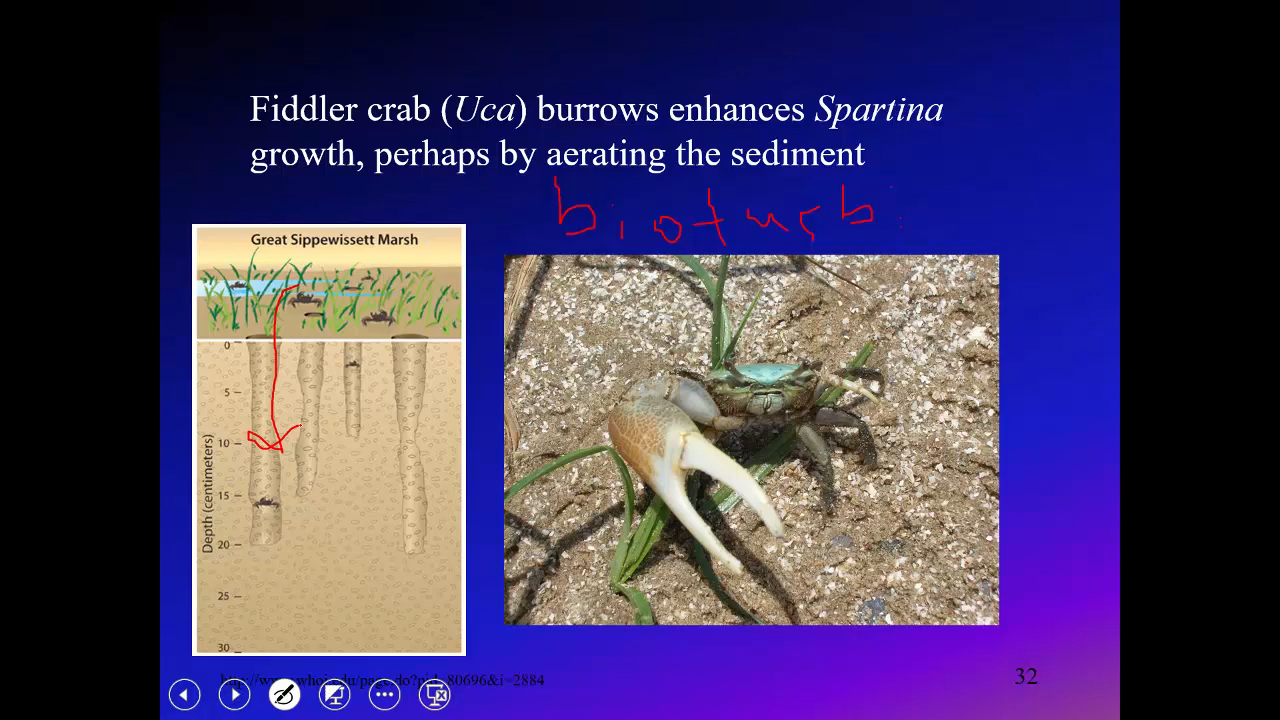 Fiddler crab (Uca) burrows enhances Spartina
growth, perhaps by aerating the sediment
bioturb
Great Sippewissett Marsh
0
5
10
15
20
25
30
Depth (centimeters)
32